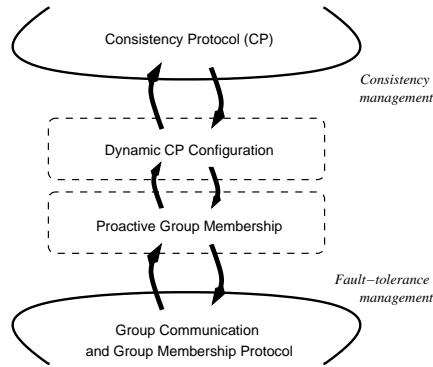 Consistency Protocol (CP)
Consistency
management
Dynamic CP Configuration
Proactive Group Membership
Fault−tolerance
management
Group Communication
and Group Membership Protocol